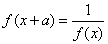 f(x+a) = 1/f(x)